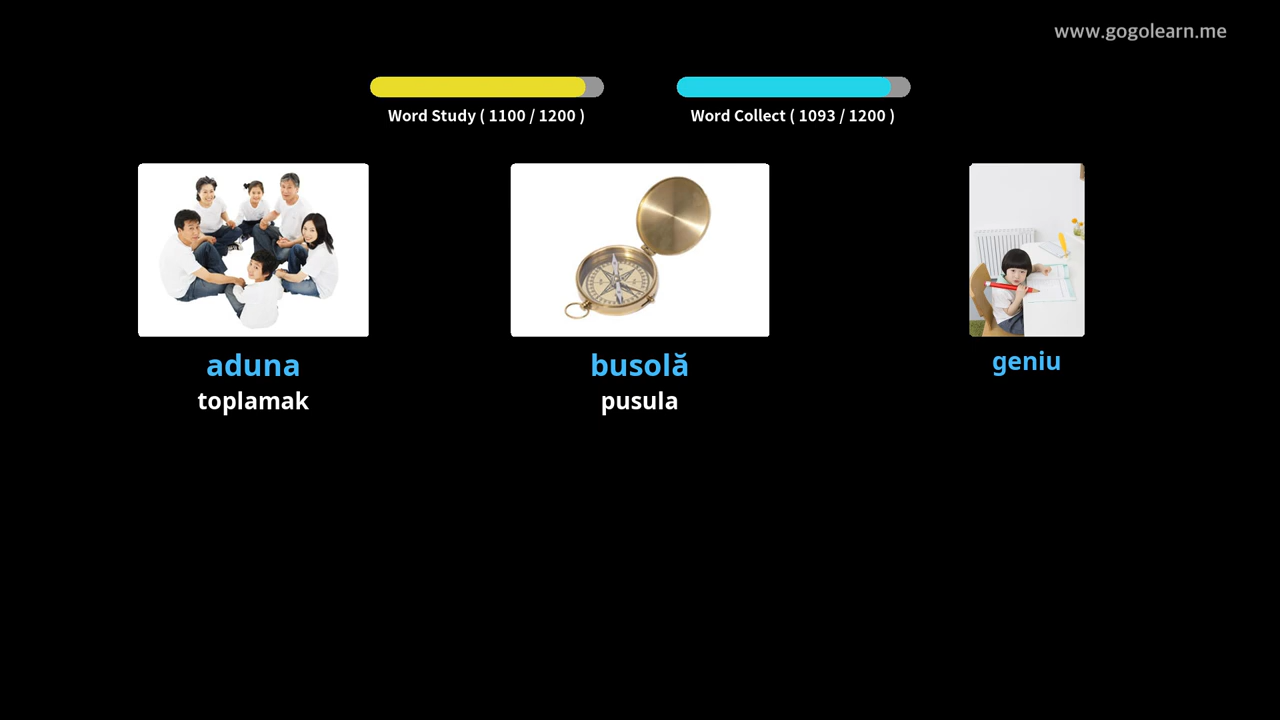 www.gogolearn.me
Word Study ( 1100 / 1200 )
Word Collect ( 1093 / 1200 )
aduna
toplamak
busolă
pusula
geniu